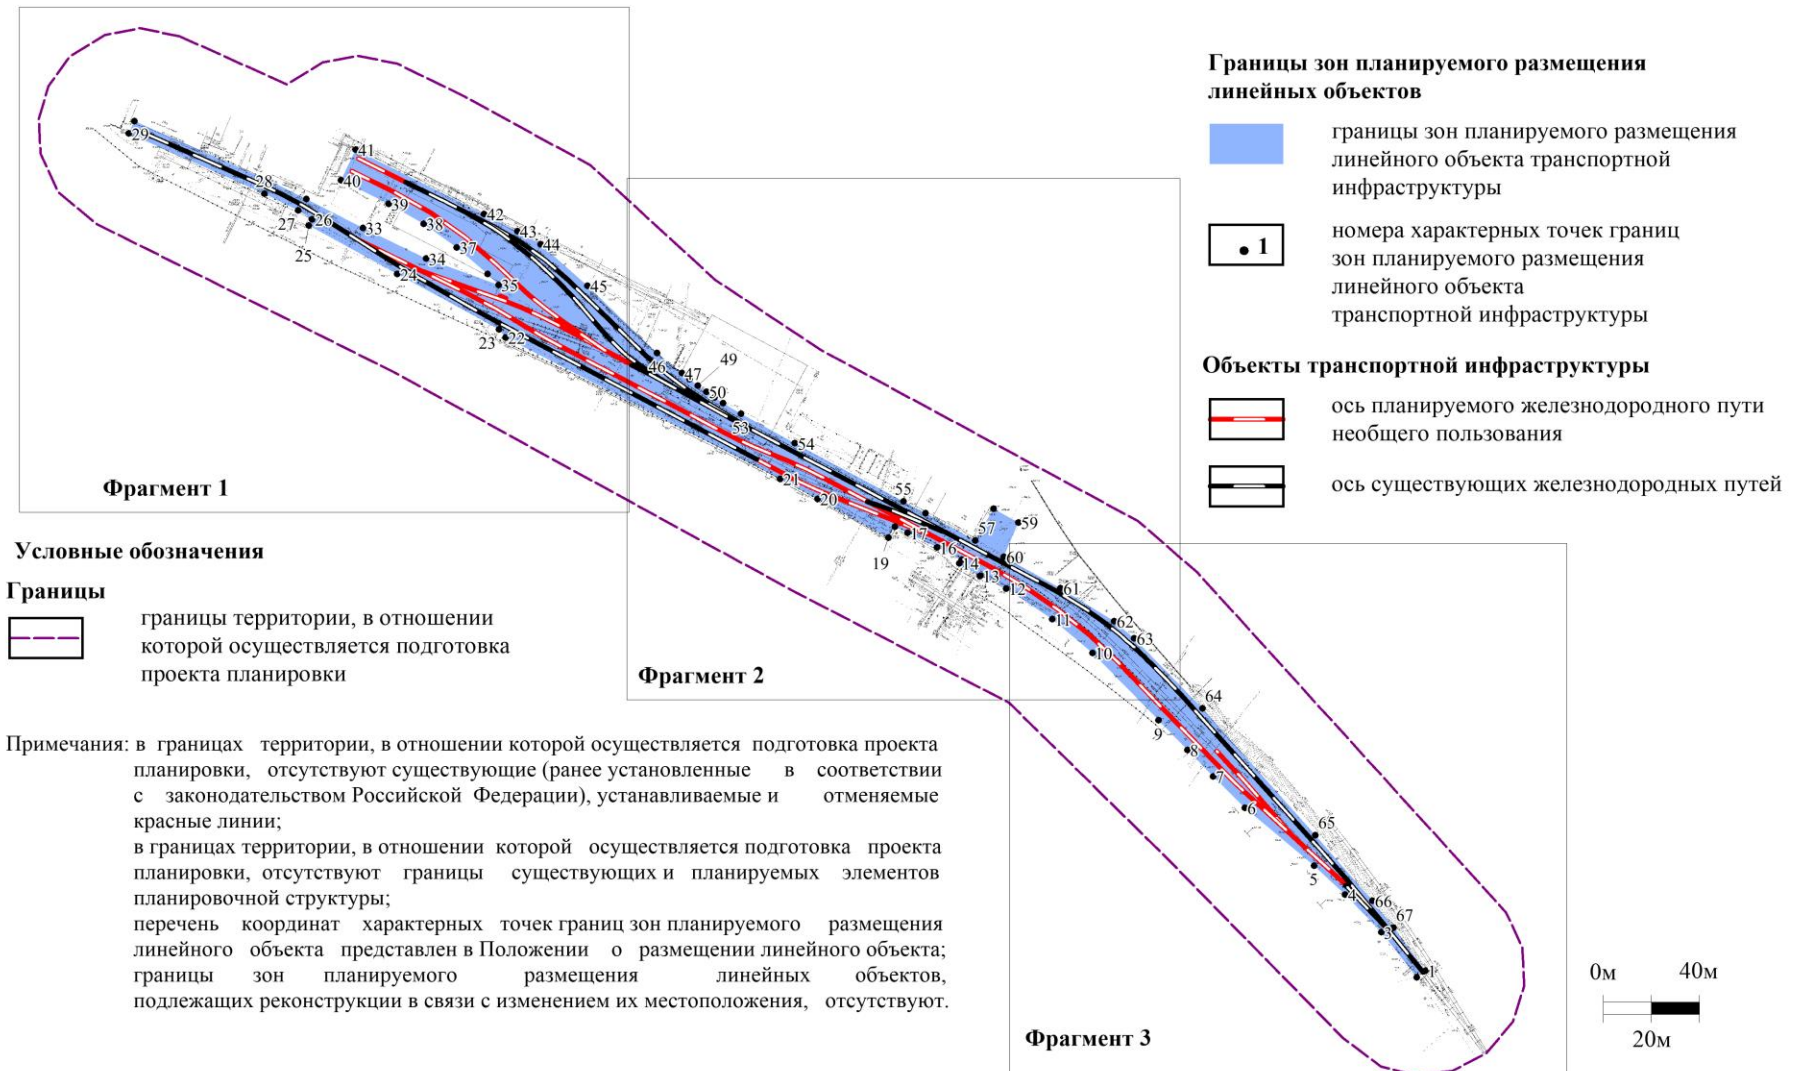 Границы зон планируемого размещения
линейных объектов
границы зон планируемого размещения
линейного объекта транспортной
инфраструктуры
1
номера характерных точек границ
зон планируемого размещения
линейного объекта
транспортной инфраструктуры
Объекты транспортной инфраструктуры
ось планируемого железнодородного пути
необщего пользования
ось существующих железнодородных путей
29
28
27
26
25
41
40
39
38
37
42
43
44
45
33
34
35
24
23
22
46
47
49
50
53
54
21
20
55
57
59
60
19
17
16
14
13
12
61
62
63
11
10
64
9
8
7
6
65
5
4
66
67
3
1
Фрагмент 1
Фрагмент 2
Фрагмент 3
Условные обозначения
Границы
границы территории, в отношении
которой осуществляется подготовка
проекта планировки
Примечания: в границах территории, в отношении которой осуществляется подготовка проекта
планировки, отсутствуют существующие (ранее установленные в соответствии
с законодательством Российской Федерации), устанавливаемые и отменяемые
красные линии;
в границах территории, в отношении которой осуществляется подготовка проекта
планировки, отсутствуют границы существующих и планируемых элементов
планировочной структуры;
перечень координат характерных точек границ зон планируемого размещения
линейного объекта представлен в Положении о размещении линейного объекта;
границы зон планируемого размещения линейных объектов,
подлежащих реконструкции в связи с изменением их местоположения, отсутствуют.
0м 40м
20м